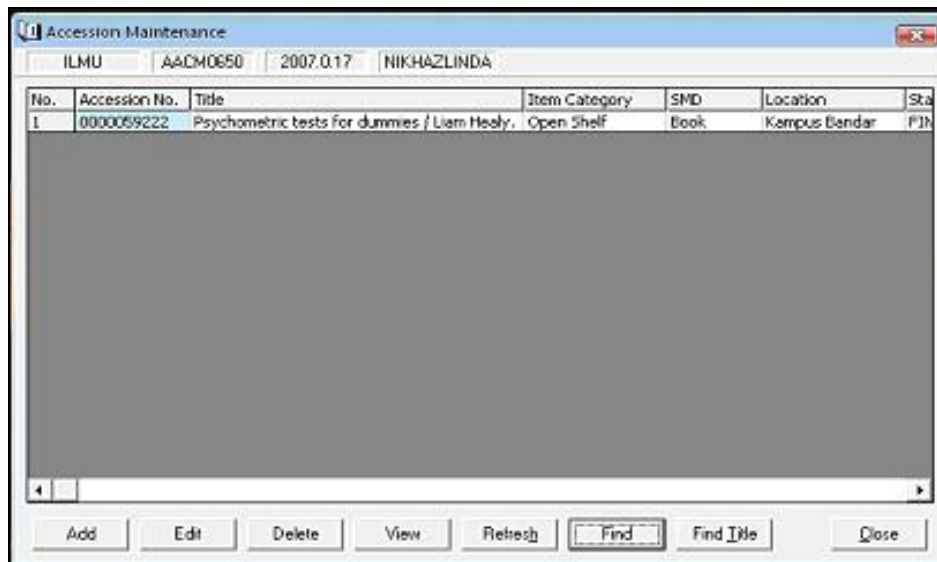 Accession Maintenance
ILMU AACM0650 2007.0.17 NIKHAZLINDA
No. Accession No. Title Item Category SMD Location Sta
1 0000059222 Psychometric tests for dummies / Liam Healy. Open Shelf Book Kampus Bandar FIN
Add Edit Delete View Refresh Find Find Title Close